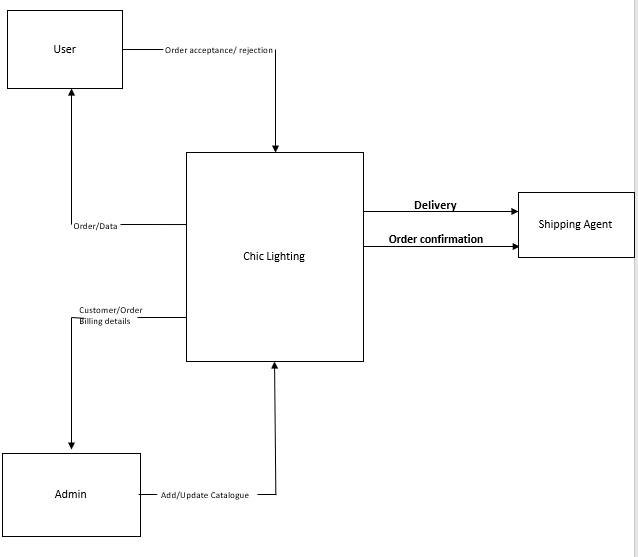 User
Order acceptance/ rejection
Order/Data
Chic Lighting
Delivery
Order confirmation
Shipping Agent
Customer/Order
Billing details
Admin
Add/Update Catalogue